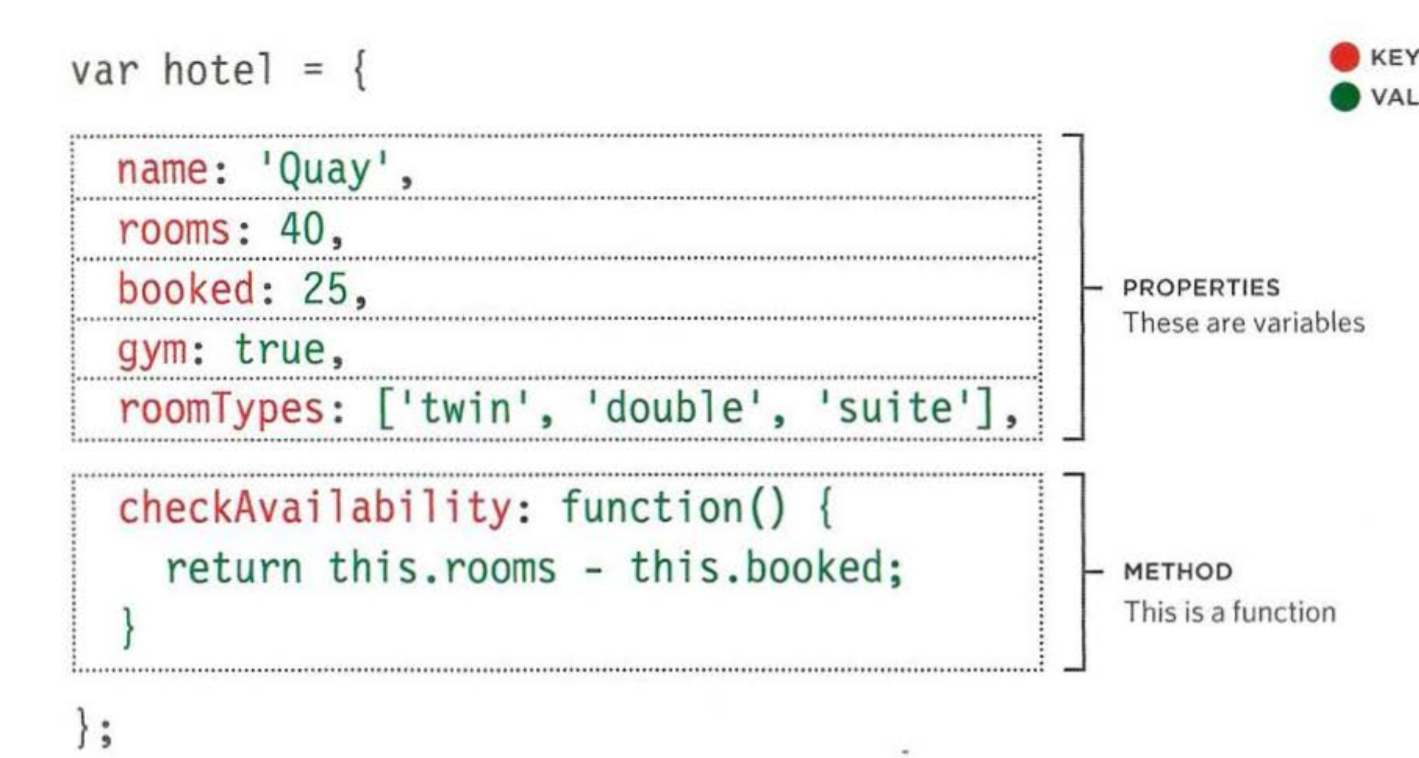 var hotel = {
KEY
VAL
name: 'Quay',
rooms: 40,
booked: 25,
gym: true,
roomTypes: ['twin', 'double', 'suite'],
PROPERTIES
These are variables
checkAvailability: function() {
return this.rooms - this.booked;
}
METHOD
This is a function
};